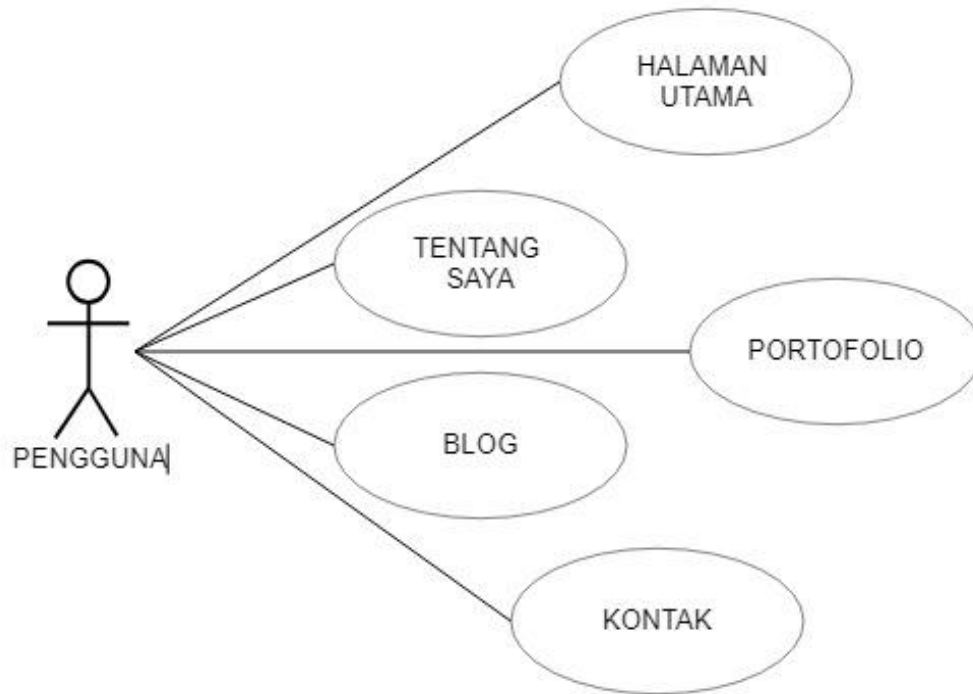 HALAMAN
UTAMA
TENTANG
SAYA
PORTOFOLIO
BLOG
PENGGUNA
KONTAK